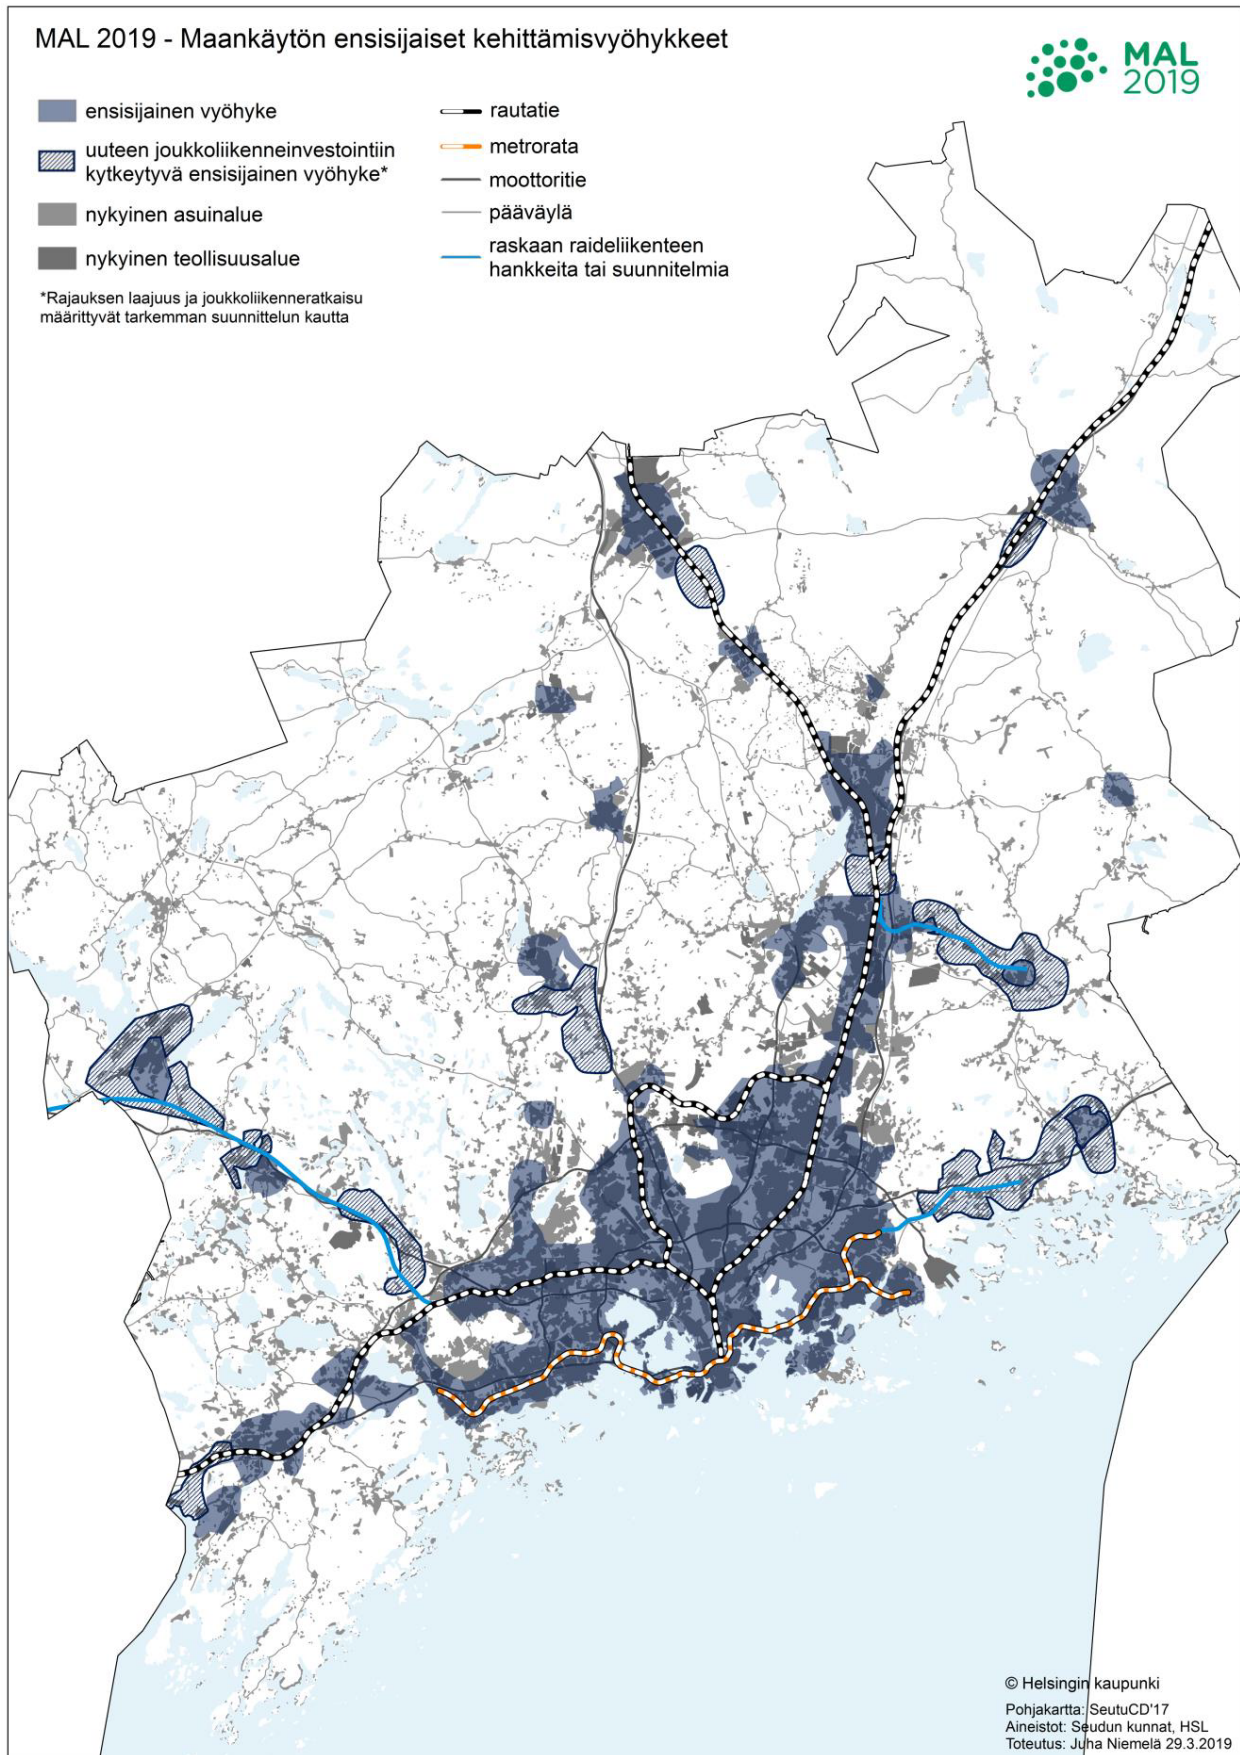 MAL 2019 - Maankäytön ensisijaiset kehittämisvyöhykkeet
MAL
2019
ensisijainen vyöhyke
uuteen joukkoliikenneinvestointiin
kytkeytyvä ensisijainen vyöhyke*
nykyinen asuinalue
nykyinen teollisuusalue
*Rajauksen laajuus ja joukkoliikenneratkaisu
määrittyvät tarkemman suunnittelun kautta
rautatie
metrorata
moottoritie
pääväylä
raskaan raideliikenteen
hankkeita tai suunnitelmia
© Helsingin kaupunki
Pohjakartta: SeutuCD'17
Aineistot: Seudun kunnat, HSL
Toteutus: Juha Niemelä 29.3.2019